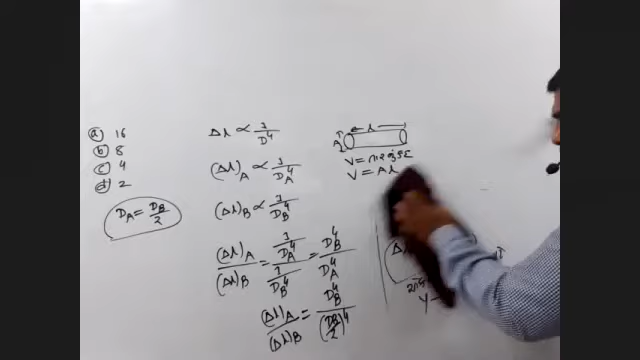 (a) 16
(b) 8
(c) 4
(d) 2
D_A = D_B/2
Δl ∝ 1/D⁴
(Δl)_A ∝ 1/D_A⁴
(Δl)_B ∝ 1/D_B⁴
(Δl)_A/(Δl)_B = (1/D_A⁴)/(1/D_B⁴) = D_B⁴/D_A⁴
(Δl)_A/(Δl)_B = D_B⁴/(D_B/2)⁴
l
A
V =
V = Al
Y